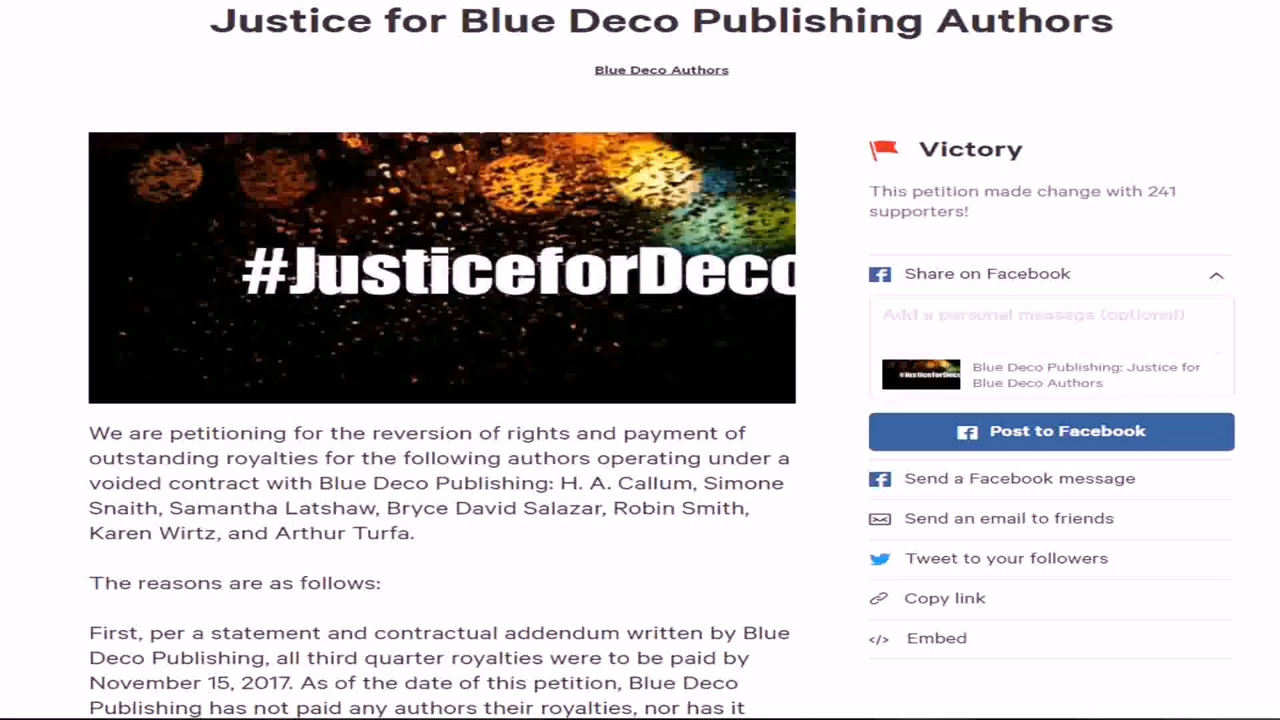 Justice for Blue Deco Publishing Authors
Blue Deco Authors
#JusticeforDeco
We are petitioning for the reversion of rights and payment of
outstanding royalties for the following authors operating under a
voided contract with Blue Deco Publishing: H. A. Callum, Simone
Snaith, Samantha Latshaw, Bryce David Salazar, Robin Smith,
Karen Wirtz, and Arthur Turfa.
The reasons are as follows:
First, per a statement and contractual addendum written by Blue
Deco Publishing, all third quarter royalties were to be paid by
November 15, 2017. As of the date of this petition, Blue Deco
Publishing has not paid any authors their royalties, nor has it
Victory
This petition made change with 241
supporters!
Share on Facebook
Add a personal message (optional)
#JusticeforDeco
Blue Deco Publishing: Justice for
Blue Deco Authors
Post to Facebook
Send a Facebook message
Send an email to friends
Tweet to your followers
Copy link
Embed